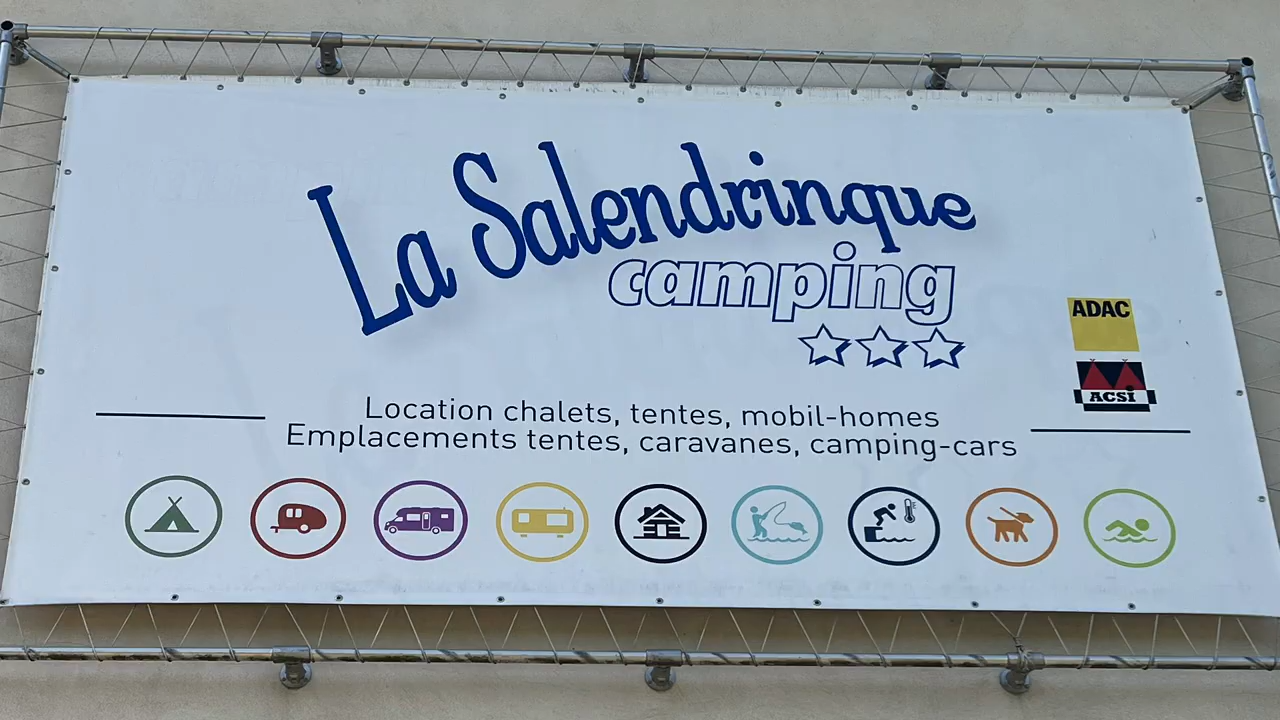 La Salendrinque
camping
ADAC
ACSI
Location chalets, tentes, mobil-homes
Emplacements tentes, caravanes, camping-cars